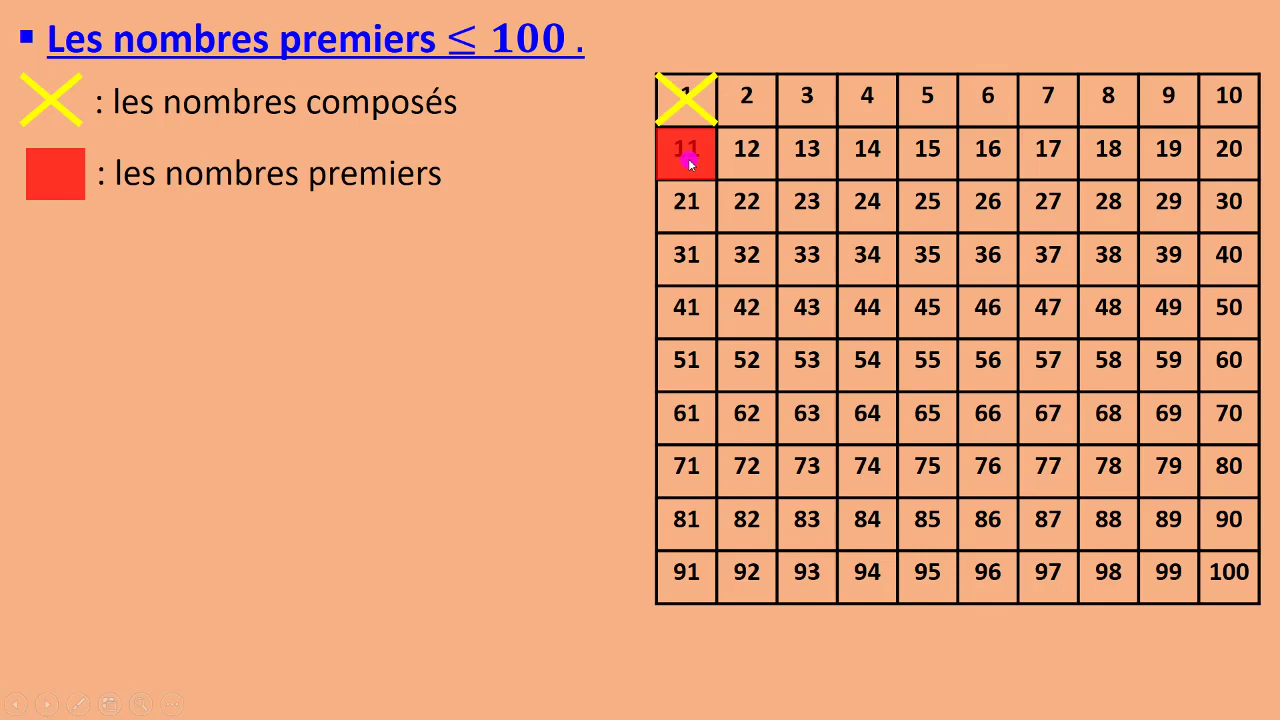 ▪ Les nombres premiers ≤ 100 .
: les nombres composés
: les nombres premiers
1 2 3 4 5 6 7 8 9 10
11 12 13 14 15 16 17 18 19 20
21 22 23 24 25 26 27 28 29 30
31 32 33 34 35 36 37 38 39 40
41 42 43 44 45 46 47 48 49 50
51 52 53 54 55 56 57 58 59 60
61 62 63 64 65 66 67 68 69 70
71 72 73 74 75 76 77 78 79 80
81 82 83 84 85 86 87 88 89 90
91 92 93 94 95 96 97 98 99 100